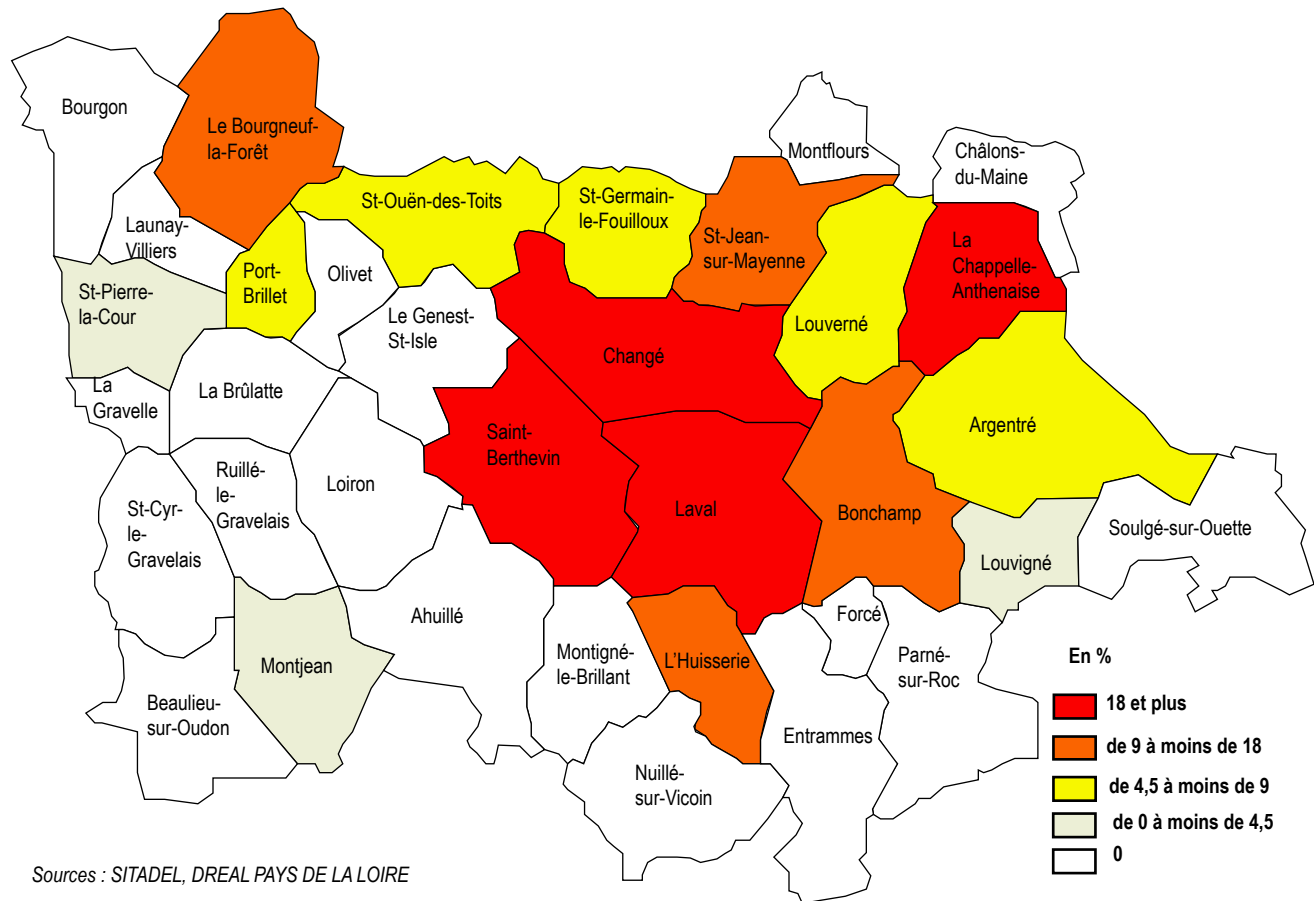 Bourgon
Le Bourgneuf-
la-Forêt
Montflours
Châlons-
du-Maine
St-Ouën-des-Toits
St-Germain-
le-Fouilloux
Launay-
Villiers
St-Jean-
sur-Mayenne
La
Chappelle-
Anthenaise
Port-
Brillet
Olivet
St-Pierre-
la-Cour
Le Genest-
St-Isle
Louverné
Changé
La
Gravelle
La Brûlatte
Saint-
Berthevin
Argentré
Ruillé-
le-
Gravelais
Loiron
St-Cyr-
le-
Gravelais
Laval
Bonchamp
Soulgé-sur-Ouette
Louvigné
Ahuillé
Forcé
Montigné-
le-Brillant
L'Huisserie
Montjean
Parné-
sur-Roc
Beaulieu-
sur-Oudon
Entrammes
Nuillé-
sur-Vicoin
En %
18 et plus
de 9 à moins de 18
de 4,5 à moins de 9
de 0 à moins de 4,5
0
Sources : SITADEL, DREAL PAYS DE LA LOIRE